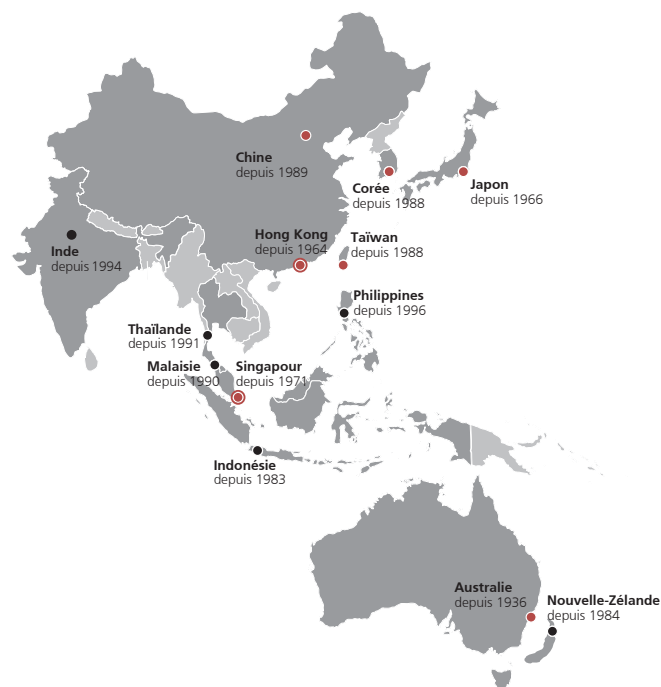 Chine
depuis 1989
Corée
depuis 1988
Japon
depuis 1966
Hong Kong
depuis 1964
Taïwan
depuis 1988
Inde
depuis 1994
Philippines
depuis 1996
Thaïlande
depuis 1991
Malaisie
depuis 1990
Singapour
depuis 1971
Indonésie
depuis 1983
Australie
depuis 1936
Nouvelle-Zélande
depuis 1984